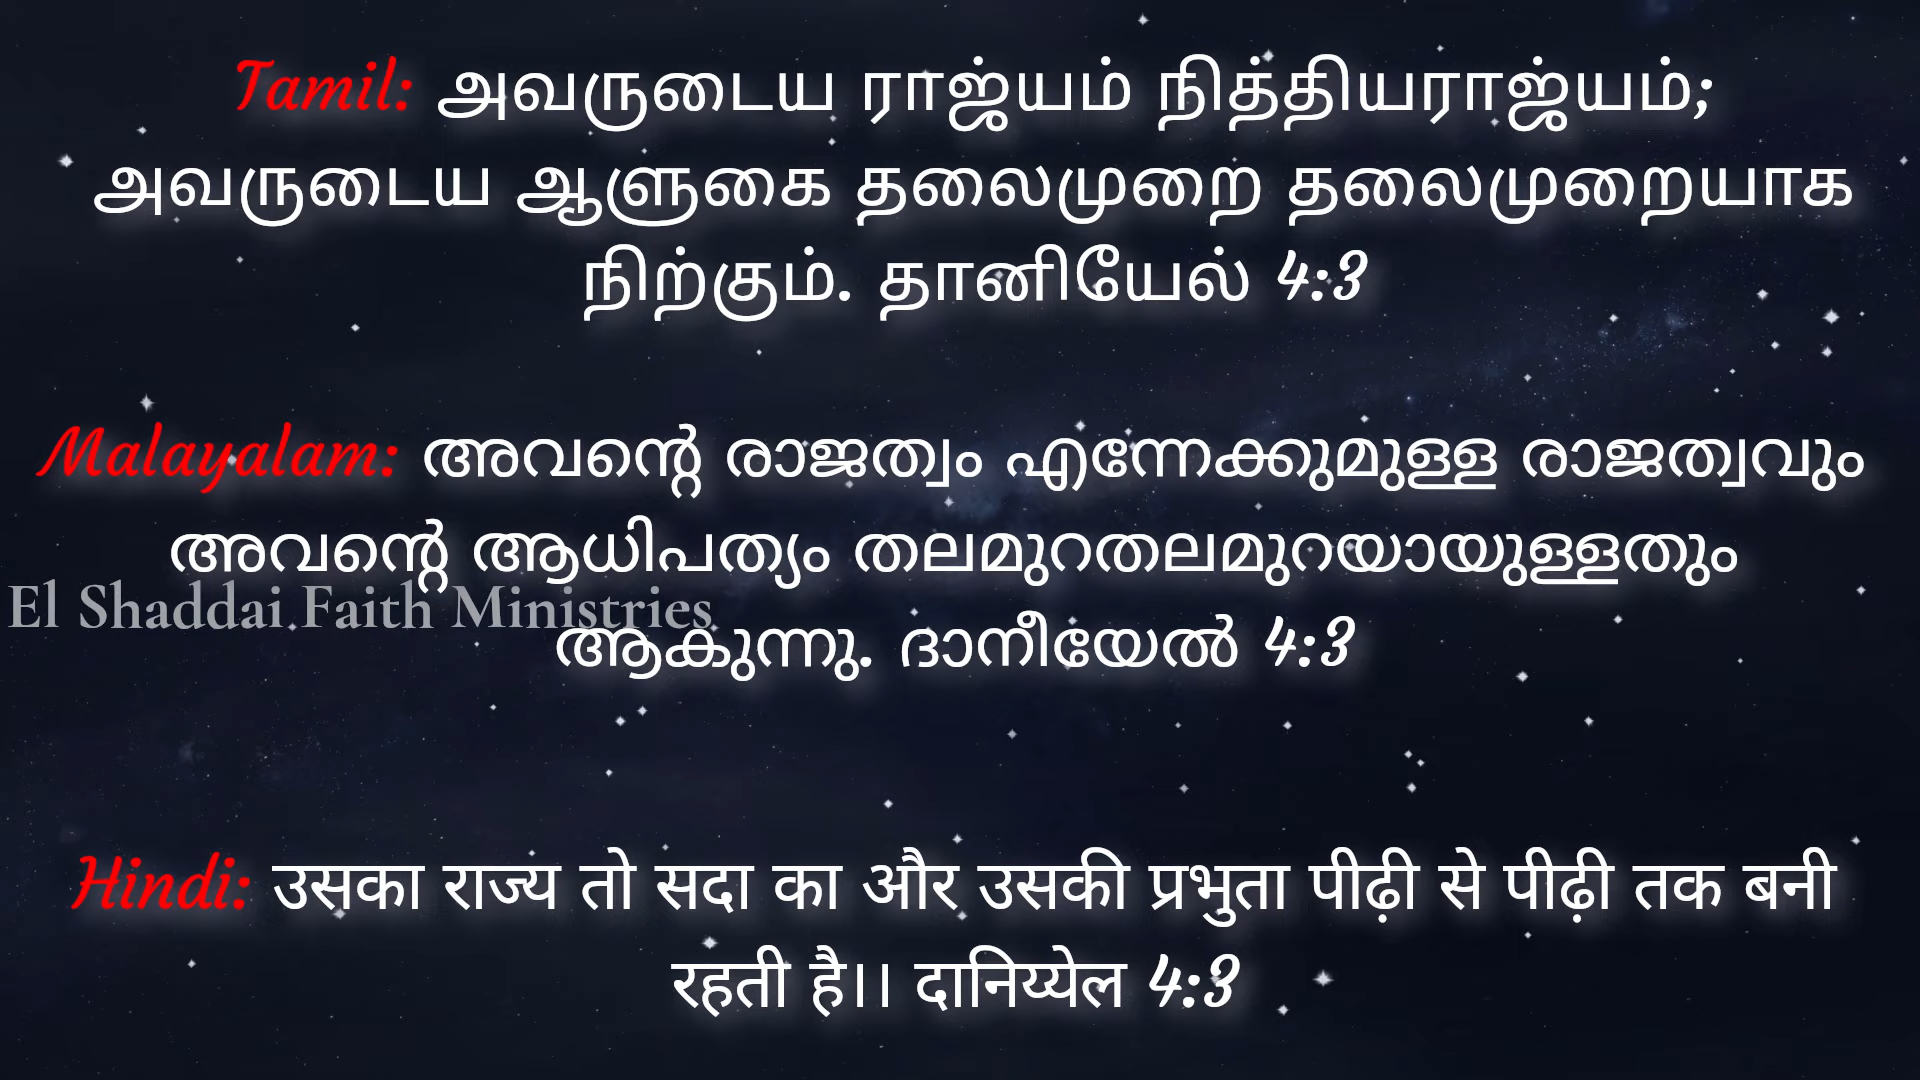 Tamil: அவருடைய ராஜ்யம் நித்தியராஜ்யம்;
அவருடைய ஆளுகை தலைமுறை தலைமுறையாக
நிற்கும். தானியேல் 4:3
Malayalam: അവന്റെ രാജത്വം എന്നേക്കുമുള്ള രാജത്വവും
അവന്റെ ആധിപത്യം തലമുറതലമുറയായുള്ളതും
El Shaddai Faith Ministries
ആകുന്നു. ദാനീയേൽ 4:3
Hindi: उसका राज्य तो सदा का और उसकी प्रभुता पीढ़ी से पीढ़ी तक बनी
रहती है।। दानिय्येल 4:3